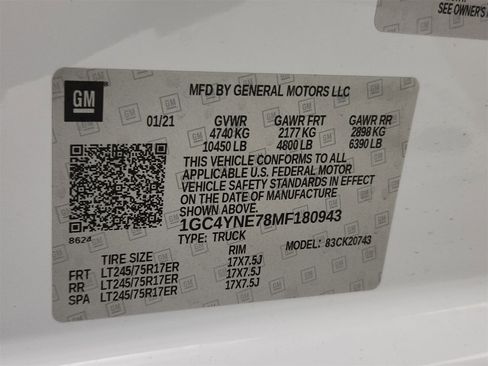 SEE OWNER'S
GM
MFD BY GENERAL MOTORS LLC
01/21 GVWR GAWR FRT GAWR RR
4740 KG 2177 KG 2898 KG
10450 LB 4800 LB 6390 LB
THIS VEHICLE CONFORMS TO ALL
APPLICABLE U.S. FEDERAL MOTOR
VEHICLE SAFETY STANDARDS IN EFFECT
ON THE DATE OF MANUFACTURE
SHOWN ABOVE.
1GC4YNE78MF180943
8624
TYPE: TRUCK MODEL: 83CK20743
TIRE SIZE RIM
FRT LT245/75R17ER 17X7.5J
RR LT245/75R17ER 17X7.5J
SPA LT245/75R17ER 17X7.5J